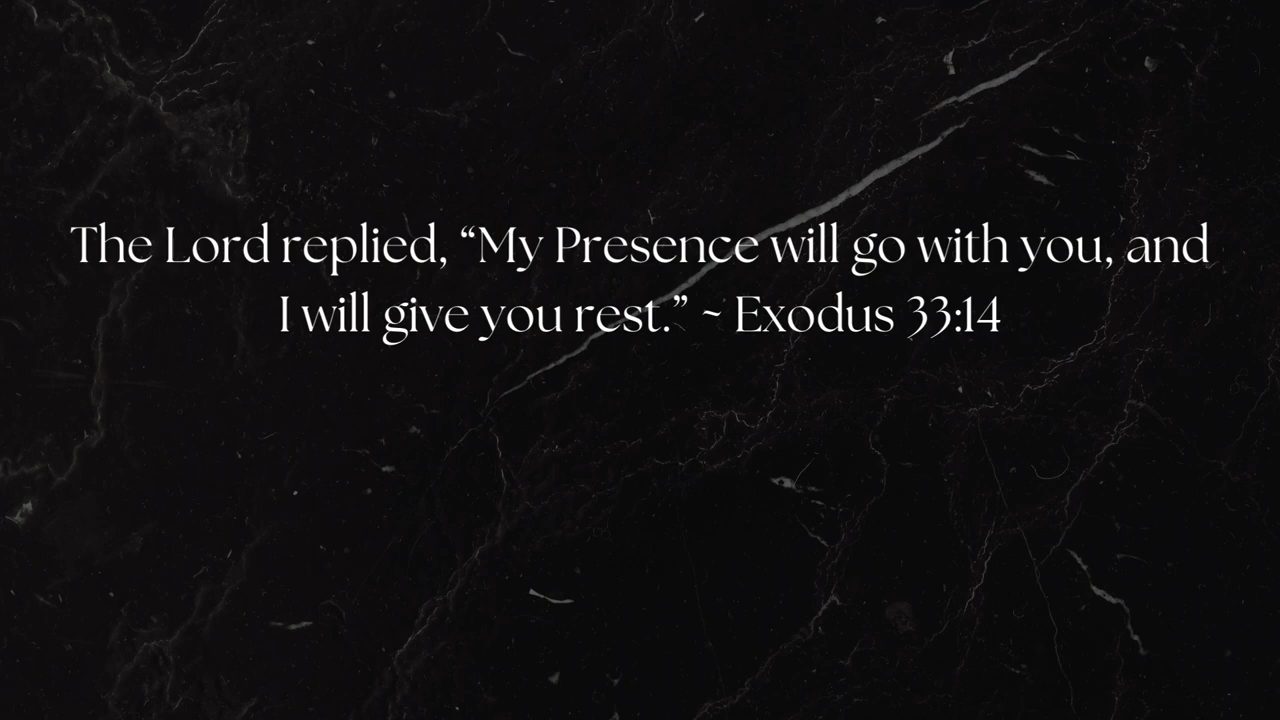 The Lord replied, “My Presence will go with you, and
I will give you rest.” ~ Exodus 33:14